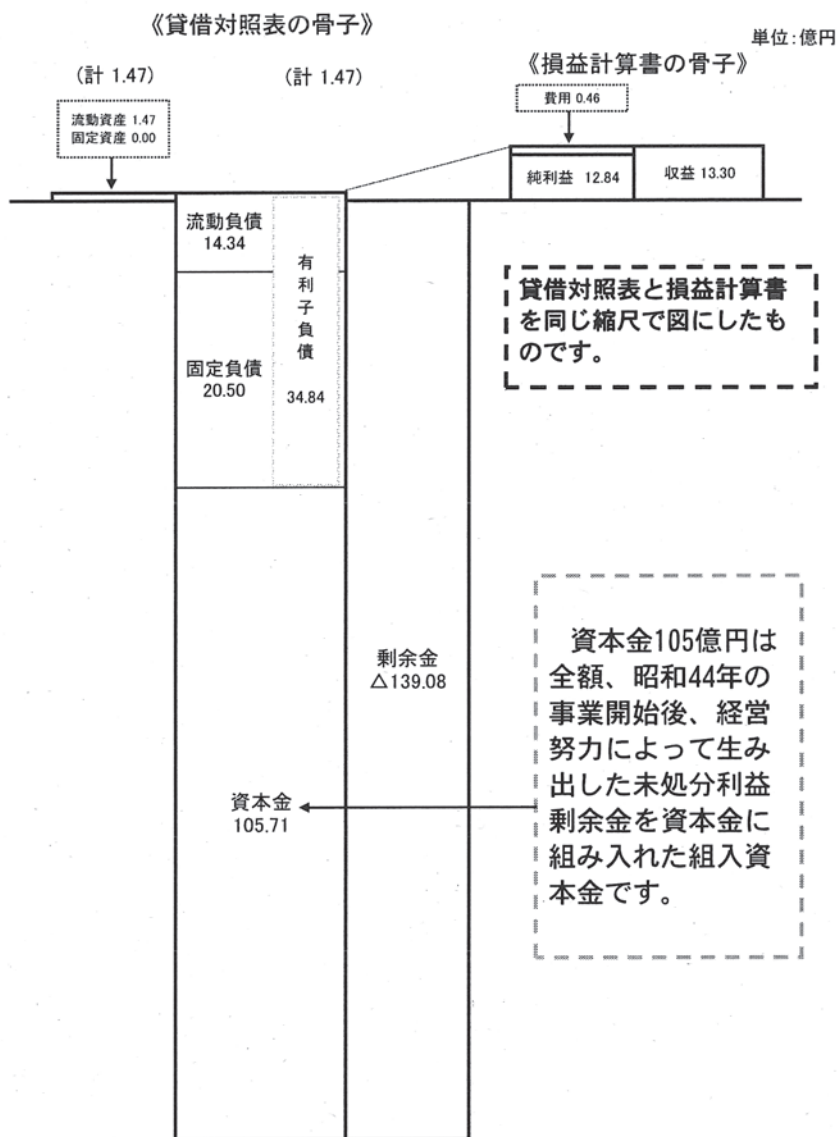 《貸借対照表の骨子》
単位:億円
(計 1.47)
(計 1.47)
《損益計算書の骨子》
流動資産 1.47
固定資産 0.00
費用 0.46
純利益 12.84
収益 13.30
流動負債
14.34
有利子負債
34.84
固定負債
20.50
貸借対照表と損益計算書
を同じ縮尺で図にしたも
のです。
剰余金
△139.08
資本金
105.71
資本金105億円は
全額、昭和44年の
事業開始後、経営
努力によって生み
出した未処分利益
剰余金を資本金に
組み入れた組入資
本金です。